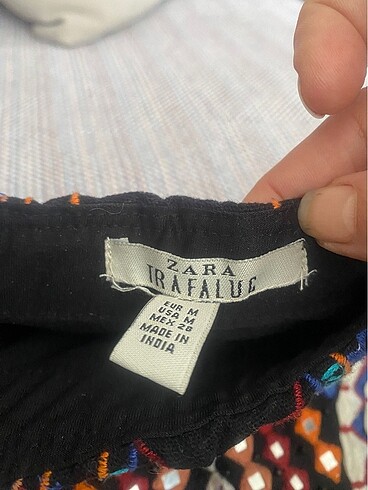 ZARA
TRAFALUC
EUR M
USA M
MEX 28
MADE IN
INDIA